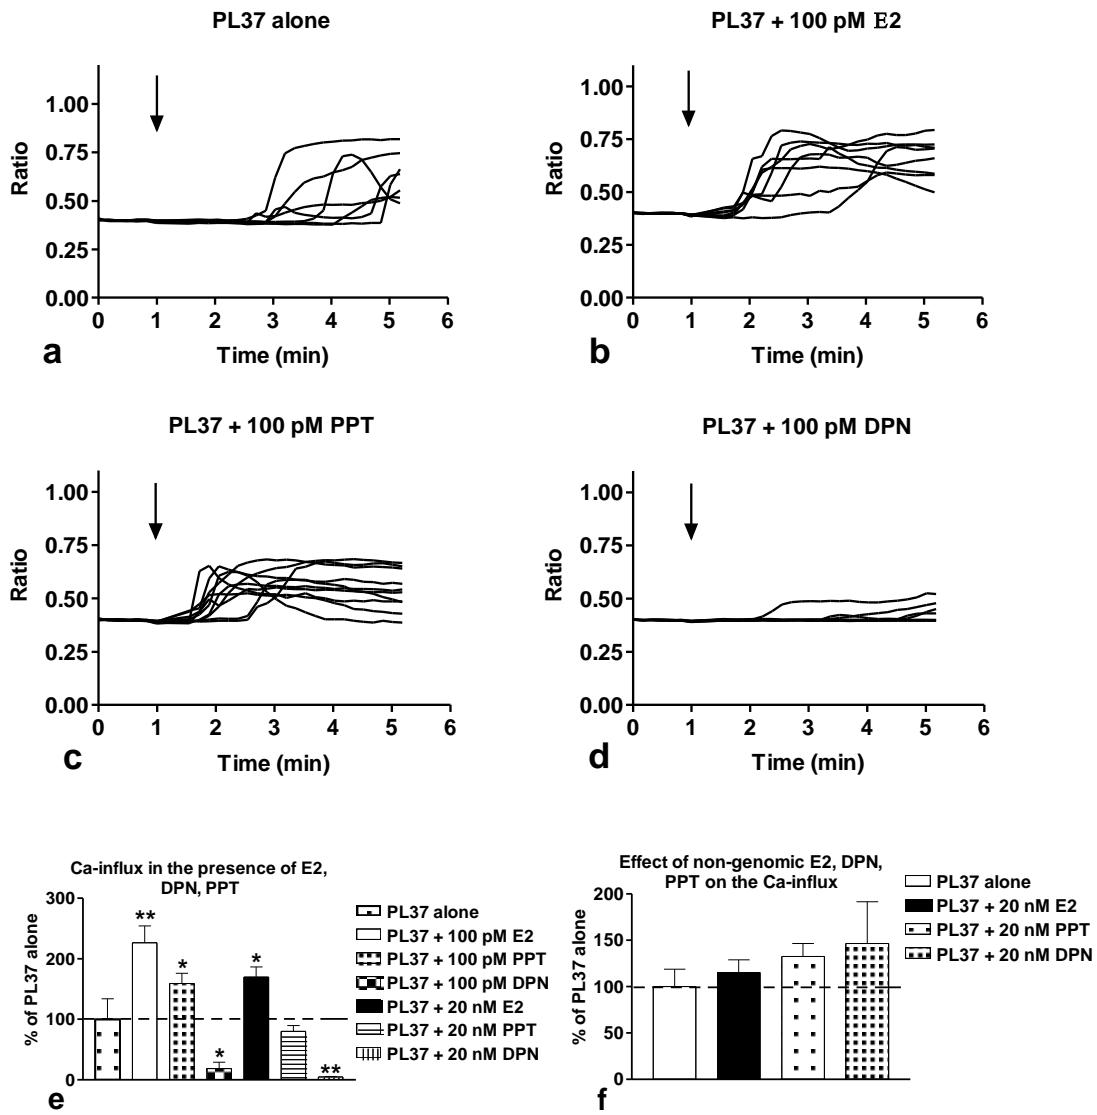 PL37 alone
PL37 + 100 pM E2
1.00
0.75
0.50
0.25
0.00
Ratio
0 1 2 3 4 5 6
Time (min)
a
1.00
0.75
0.50
0.25
0.00
Ratio
0 1 2 3 4 5 6
Time (min)
b
PL37 + 100 pM PPT
PL37 + 100 pM DPN
1.00
0.75
0.50
0.25
0.00
Ratio
0 1 2 3 4 5 6
Time (min)
c
1.00
0.75
0.50
0.25
0.00
Ratio
0 1 2 3 4 5 6
Time (min)
d
Ca-influx in the presence of E2,
DPN, PPT
300
200
100
0
% of PL37 alone
**
*
*
*
**
PL37 alone
PL37 + 100 pM E2
PL37 + 100 pM PPT
PL37 + 100 pM DPN
PL37 + 20 nM E2
PL37 + 20 nM PPT
PL37 + 20 nM DPN
e
Effect of non-genomic E2, DPN,
PPT on the Ca-influx
200
150
100
50
0
% of PL37 alone
PL37 alone
PL37 + 20 nM E2
PL37 + 20 nM PPT
PL37 + 20 nM DPN
f